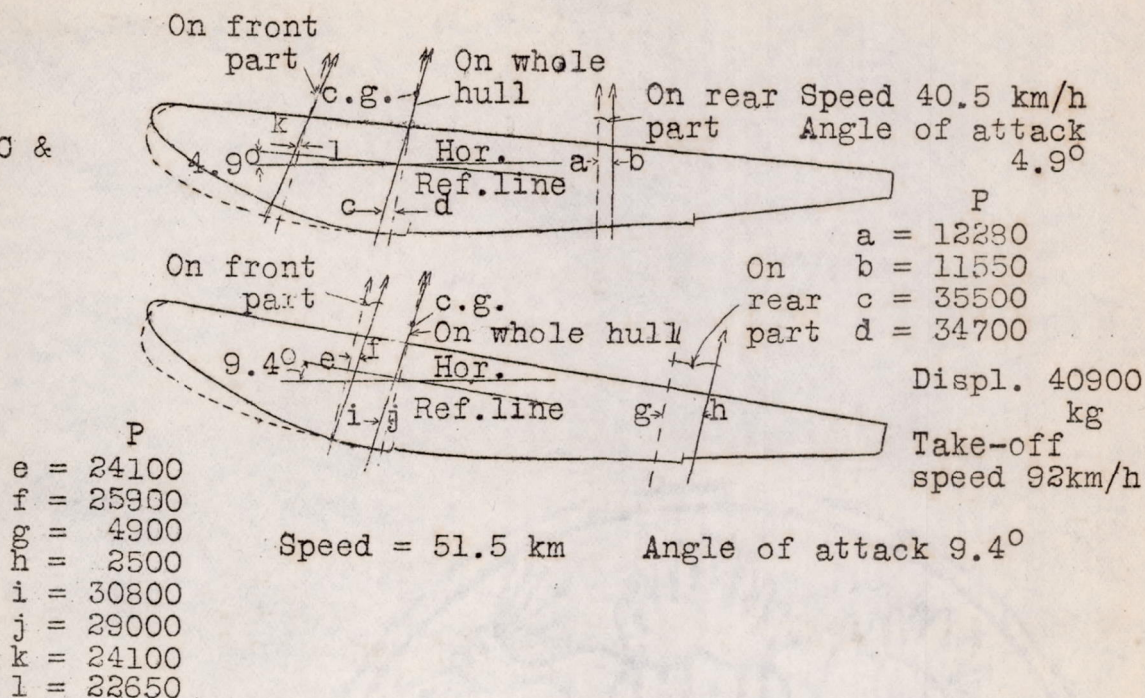 On front
part
c.g.
On whole
hull
k
l
4.9°
Hor.
Ref.line
c
d
On rear
part
a
b
Speed 40.5 km/h
Angle of attack
4.9°
P
a = 12280
b = 11550
c = 35500
d = 34700
On front
part
c.g.
On whole hull
e
f
9.4°
Hor.
Ref.line
i
j
On
rear
part
g
h
Displ. 40900
kg
Take-off
speed 92km/h
P
e = 24100
f = 25900
g = 4900
h = 2500
i = 30800
j = 29000
k = 24100
l = 22650
Speed = 51.5 km
Angle of attack 9.4°